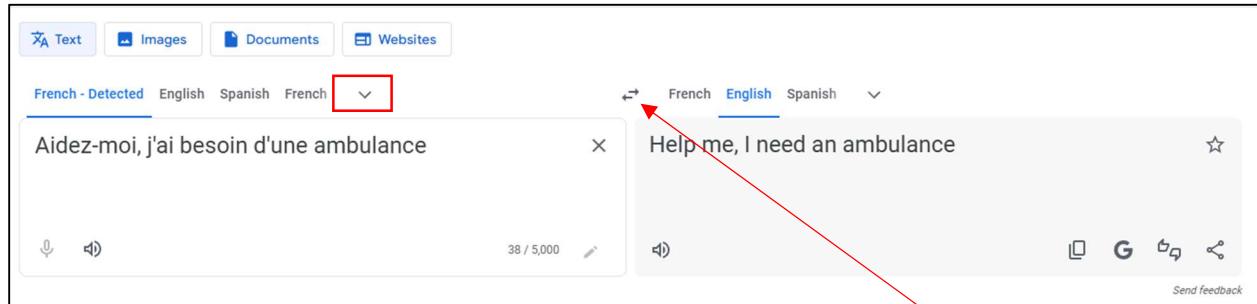 Text Images Documents Websites
French - Detected English Spanish French
French English Spanish
Aidez-moi, j'ai besoin d'une ambulance
Help me, I need an ambulance
38 / 5,000
Send feedback